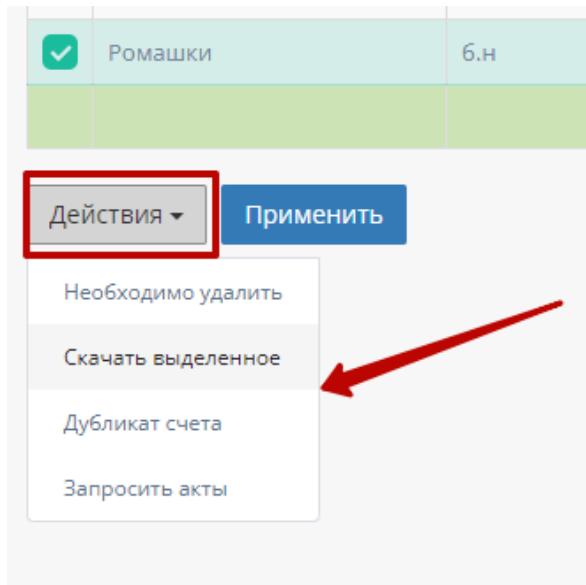 Ромашки б.н
Действия Применить
Необходимо удалить
Скачать выделенное
Дубликат счета
Запросить акты